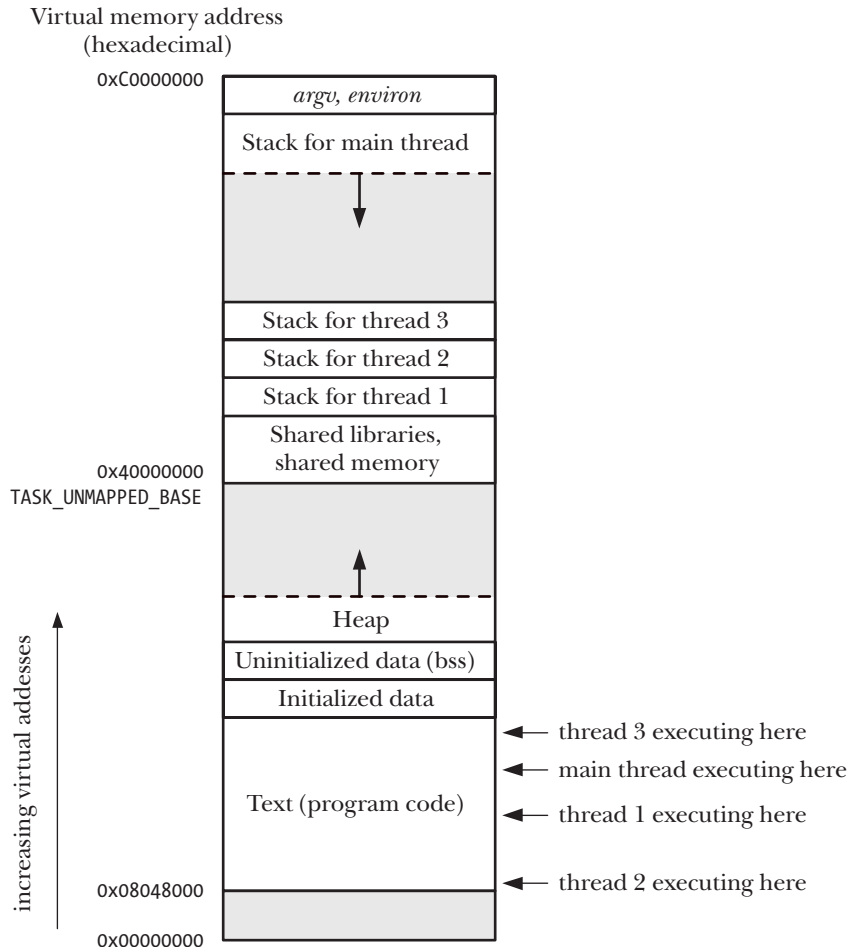 Virtual memory address
(hexadecimal)
0xC0000000
argv, environ
Stack for main thread
Stack for thread 3
Stack for thread 2
Stack for thread 1
Shared libraries,
shared memory
0x40000000
TASK_UNMAPPED_BASE
Heap
Uninitialized data (bss)
Initialized data
thread 3 executing here
main thread executing here
Text (program code)
thread 1 executing here
thread 2 executing here
0x08048000
0x00000000
increasing virtual addesses